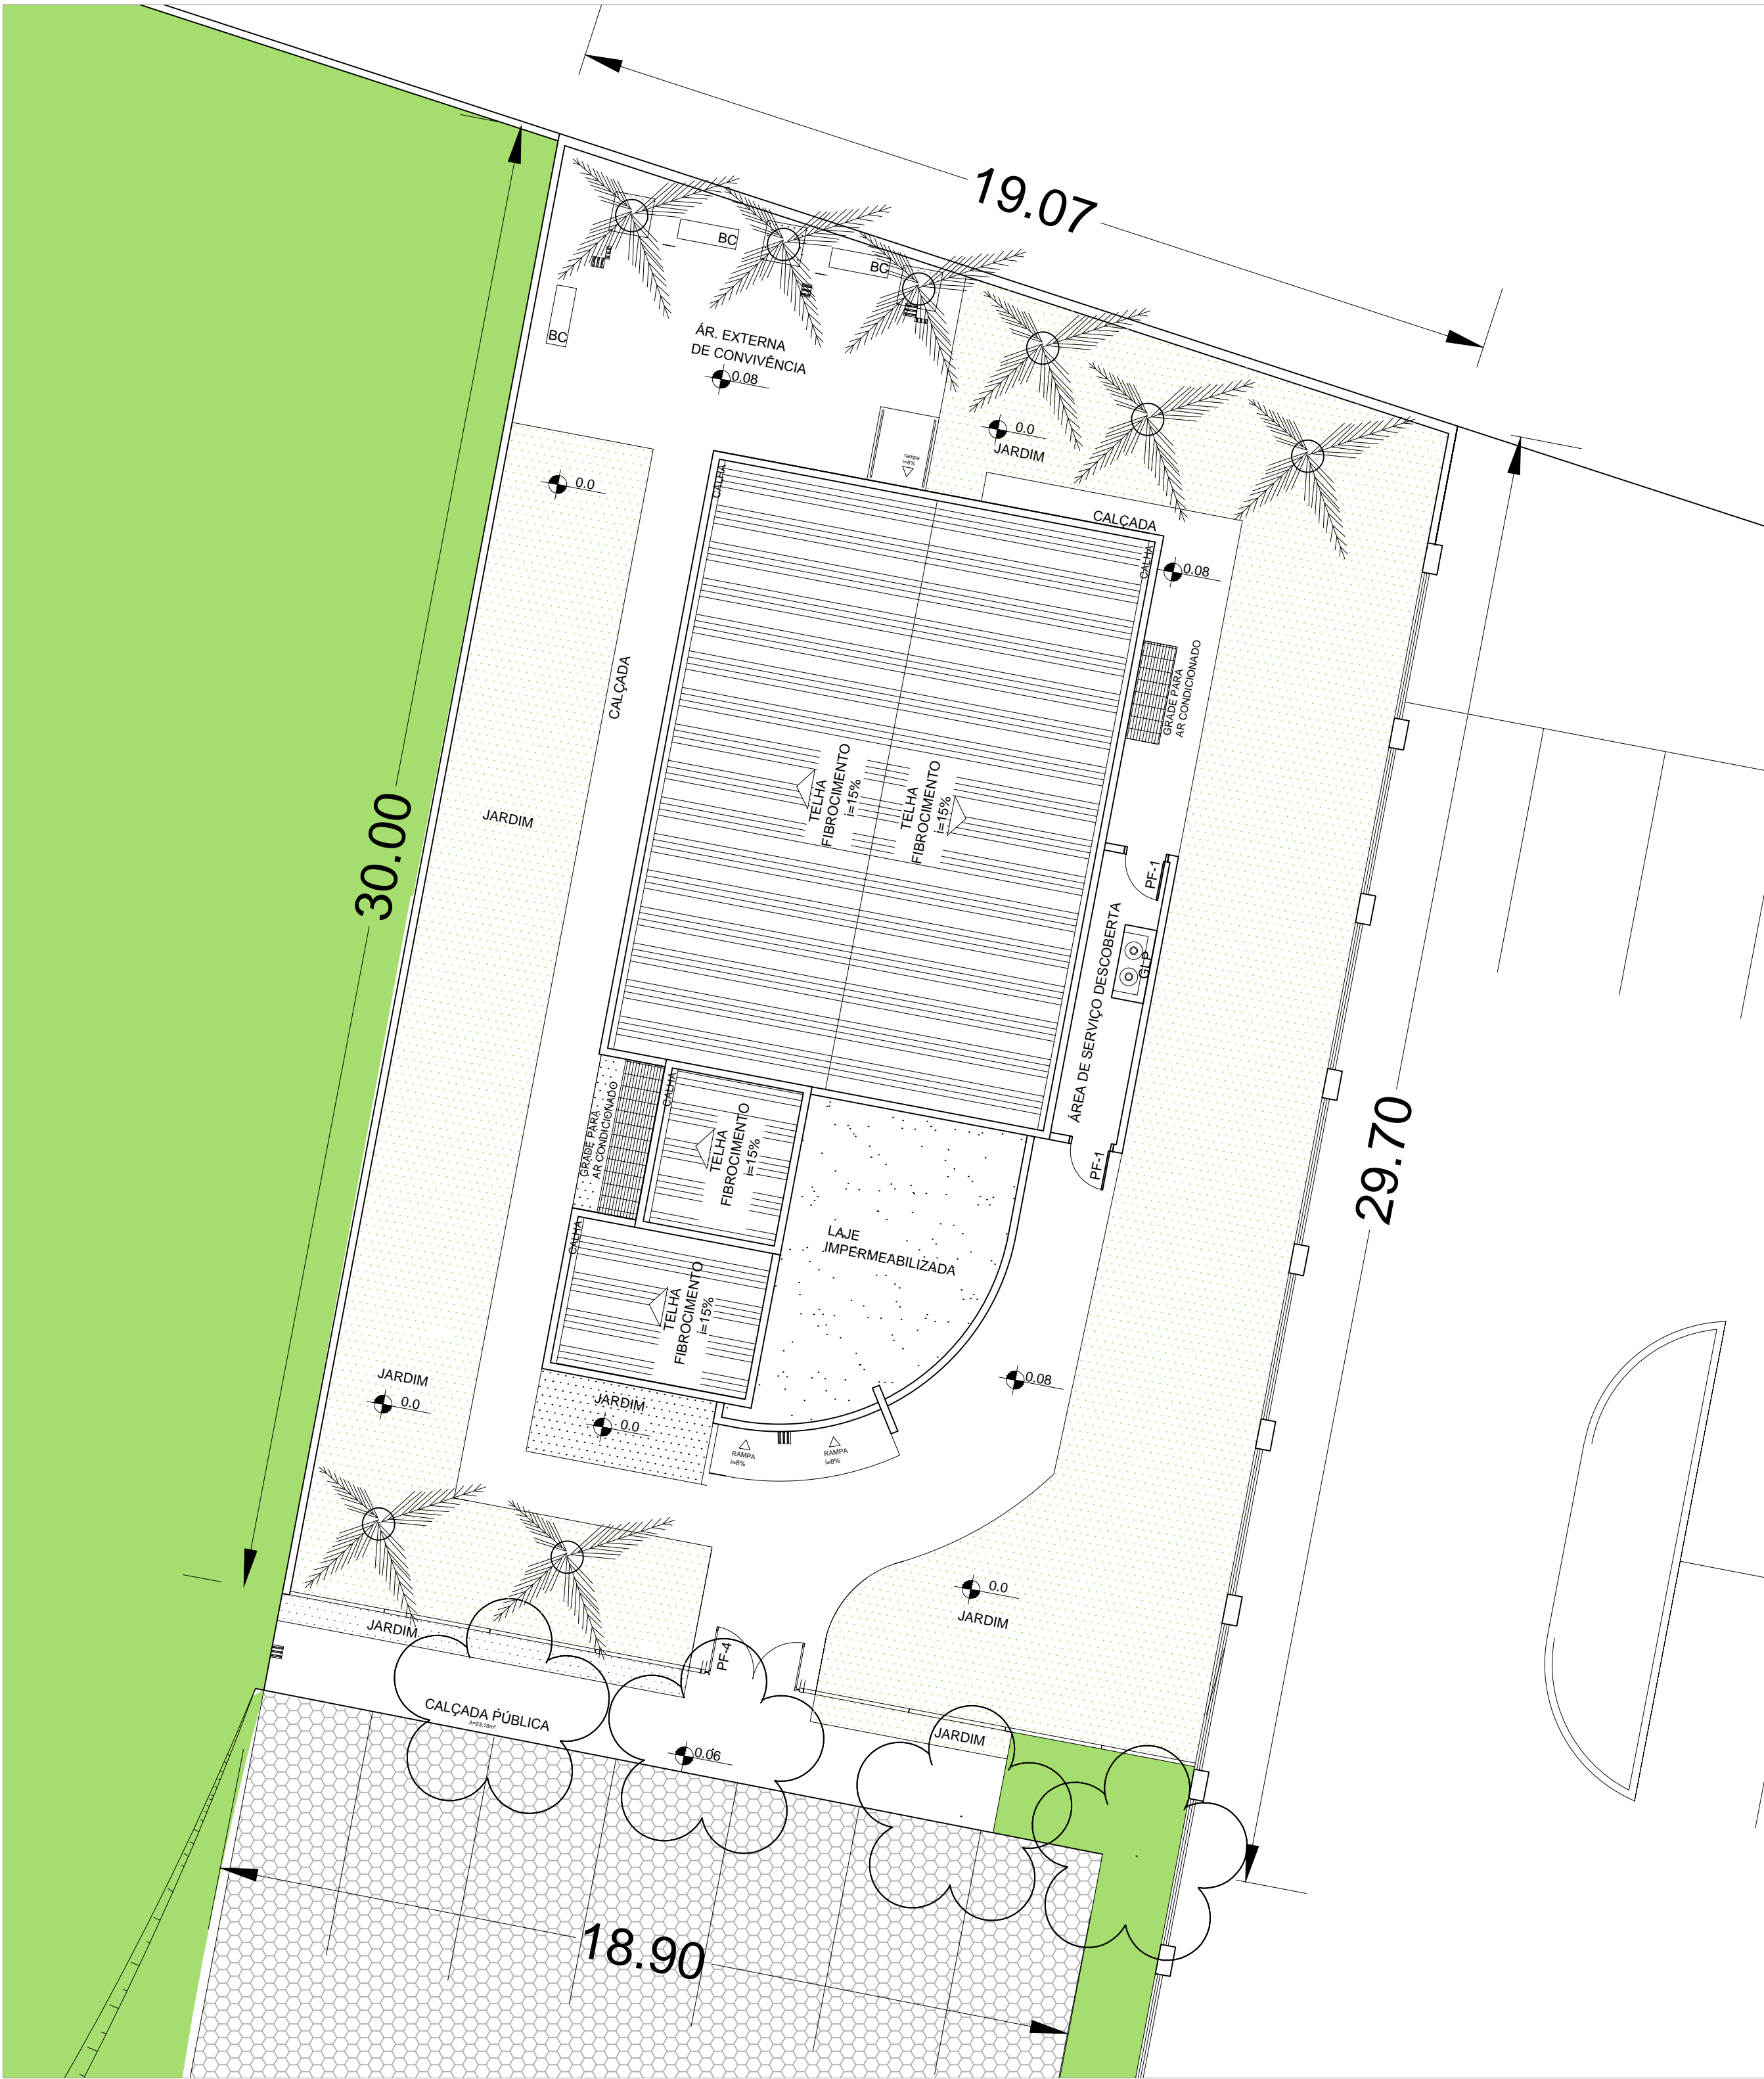 19.07
BC
BC
BC
ÁR. EXTERNA
DE CONVIVÊNCIA
0.08
0.0
JARDIM
rampa
i=8%
CALHA
0.0
CALÇADA
CALHA
0.08
GRADE PARA
AR CONDICIONADO
CALÇADA
TELHA
FIBROCIMENTO
i=15%
TELHA
FIBROCIMENTO
i=15%
JARDIM
30.00
PF-1
GLP
ÁREA DE SERVIÇO DESCOBERTA
PF-1
29.70
GRADE PARA
AR CONDICIONADO
CALHA
TELHA
FIBROCIMENTO
i=15%
LAJE
IMPERMEABILIZADA
CALHA
TELHA
FIBROCIMENTO
i=15%
JARDIM
0.0
JARDIM
0.0
0.08
RAMPA
i=8%
RAMPA
i=8%
0.0
JARDIM
JARDIM
PF-4
CALÇADA PÚBLICA
A=23,18m²
0.06
JARDIM
18.90